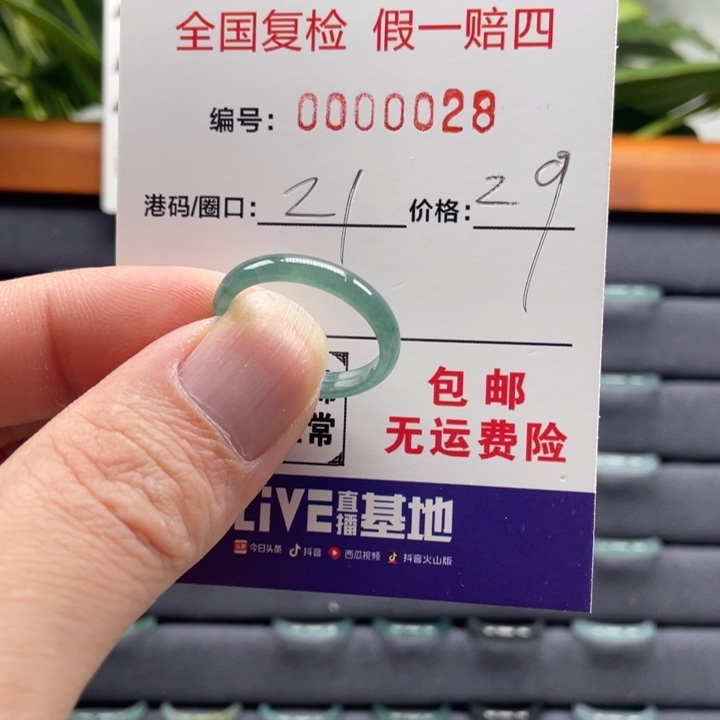 全国复检 假一赔四
编号: 0000028
港码/圈口: 21 价格: 29
包邮
常 无运费险
LiVE直播基地
今日头条 抖音 西瓜视频 抖音火山版